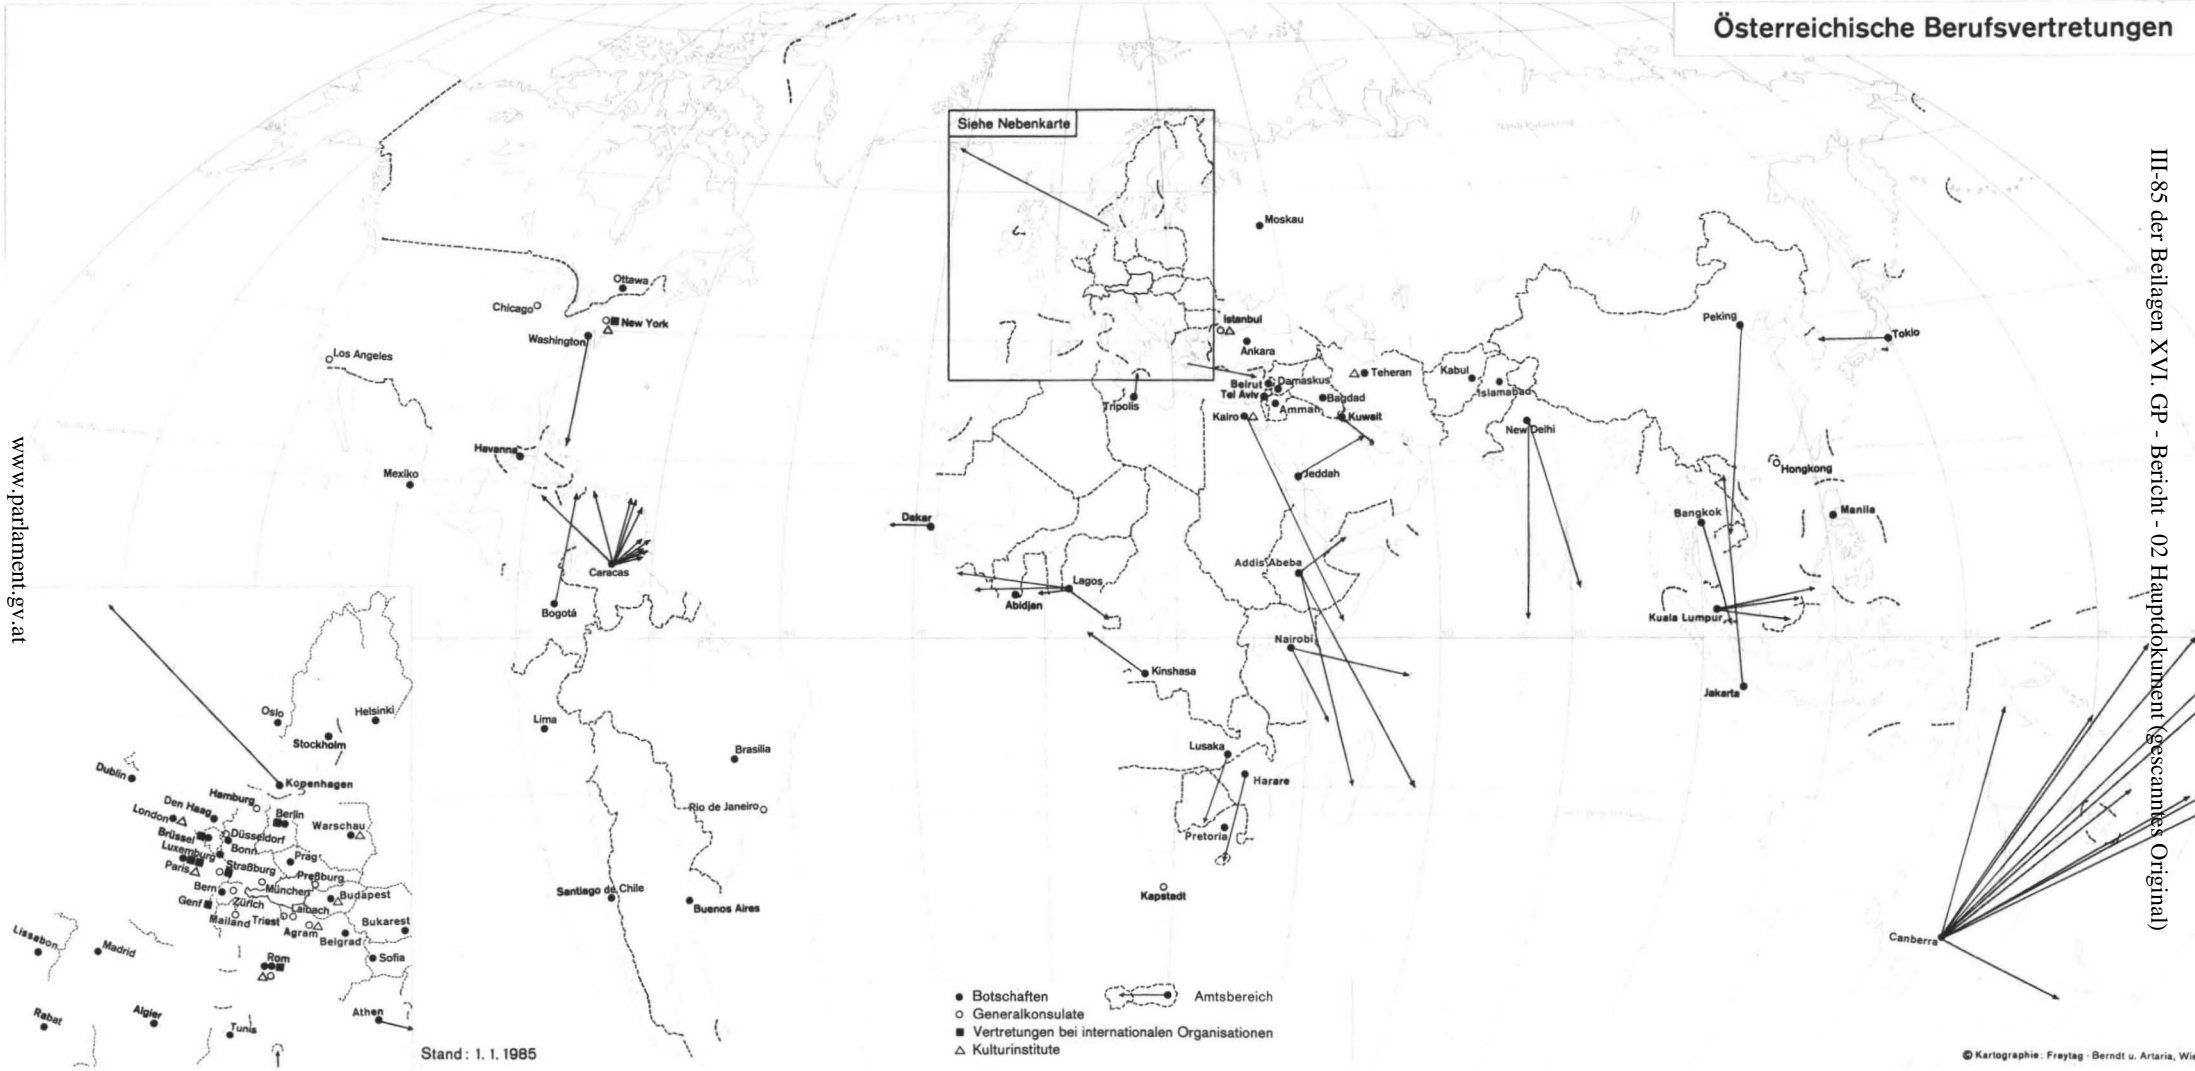 Österreichische Berufsvertretungen
III-85 der Beilagen XVI. GP - Bericht - 02 Hauptdokument (gescanntes Original)
www.parlament.gv.at
Siehe Nebenkarte
Moskau
Ottawa
Chicago
New York
Washington
Los Angeles
Havanna
Mexiko
Caracas
Bogotá
Lima
Brasilia
Rio de Janeiro
Santiago de Chile
Buenos Aires
Istanbul
Ankara
Beirut
Damaskus
Tel Aviv
Amman
Bagdad
Teheran
Kuwait
Kairo
Jeddah
Tripolis
Kabul
Islamabad
New Delhi
Peking
Tokio
Hongkong
Manila
Bangkok
Kuala Lumpur
Jakarta
Dakar
Abidjan
Lagos
Addis Abeba
Nairobi
Kinshasa
Lusaka
Harare
Pretoria
Kapstadt
Canberra
Oslo
Helsinki
Stockholm
Dublin
Kopenhagen
Hamburg
Den Haag
London
Berlin
Warschau
Brüssel
Düsseldorf
Bonn
Luxemburg
Prag
Paris
Straßburg
Preßburg
München
Bern
Budapest
Genf
Zürich
Laibach
Mailand
Triest
Agram
Bukarest
Belgrad
Lissabon
Madrid
Rom
Sofia
Rabat
Algier
Tunis
Athen
Botschaften
Amtsbereich
Generalkonsulate
Vertretungen bei internationalen Organisationen
Kulturinstitute
Stand: 1. 1. 1985
© Kartographie: Freytag - Berndt u. Artaria, Wie